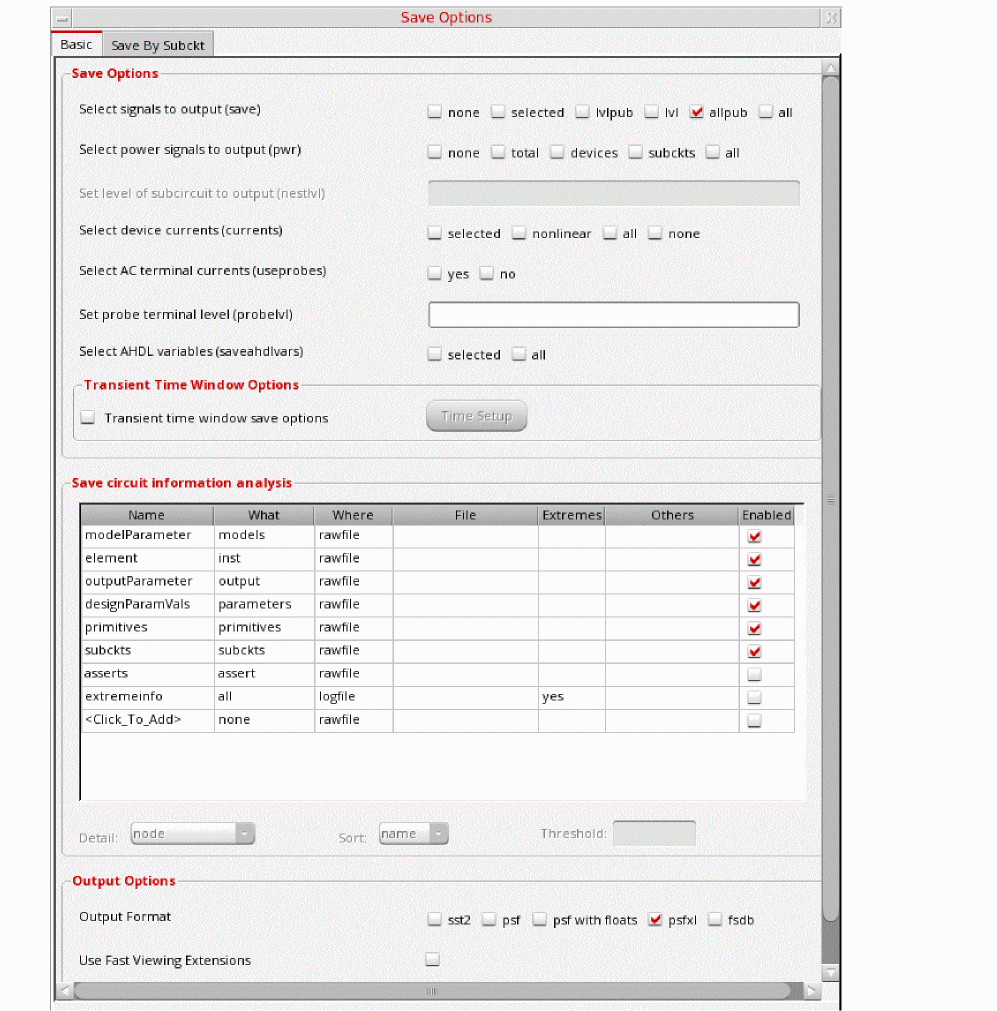 Save Options
Basic Save By Subckt
Save Options
Select signals to output (save) none selected lvlpub lvl allpub all
Select power signals to output (pwr) none total devices subckts all
Set level of subcircuit to output (nestlvl)
Select device currents (currents) selected nonlinear all none
Select AC terminal currents (useprobes) yes no
Set probe terminal level (probelvl)
Select AHDL variables (saveahdlvars) selected all
Transient Time Window Options
Transient time window save options Time Setup
Save circuit information analysis
Name What Where File Extremes Others Enabled
modelParameter models rawfile
element inst rawfile
outputParameter output rawfile
designParamVals parameters rawfile
primitives primitives rawfile
subckts subckts rawfile
asserts assert rawfile
extremeinfo all logfile yes
<Click_To_Add> none rawfile
Detail: node Sort: name Threshold:
Output Options
Output Format sst2 psf psf with floats psfxl fsdb
Use Fast Viewing Extensions